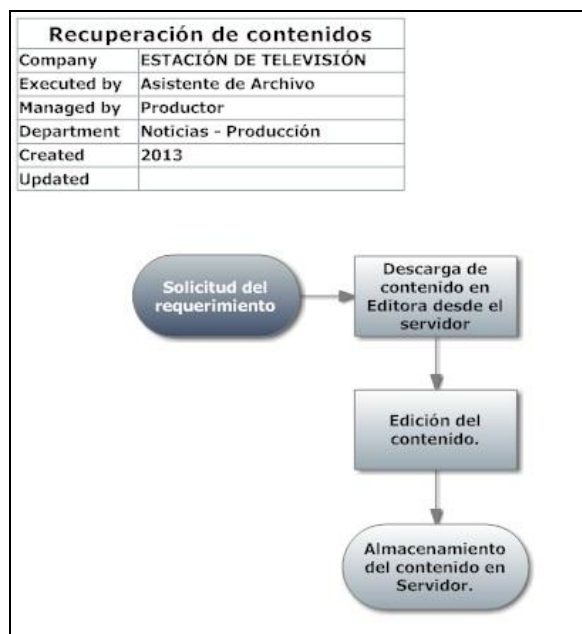 Recuperación de contenidos
Company ESTACIÓN DE TELEVISIÓN
Executed by Asistente de Archivo
Managed by Productor
Department Noticias - Producción
Created 2013
Updated
Solicitud del
requerimiento
Descarga de
contenido en
Editora desde el
servidor
Edición del
contenido.
Almacenamiento
del contenido en
Servidor.